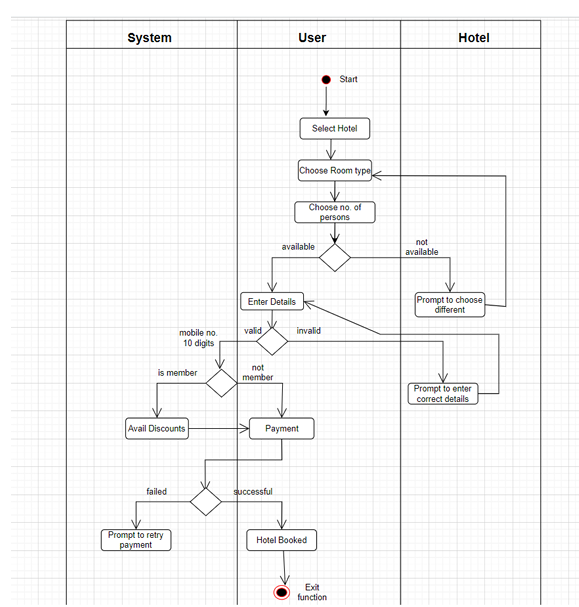 System
User
Hotel
Start
Select Hotel
Choose Room type
Choose no. of
persons
available
not
available
Enter Details
Prompt to choose
different
mobile no.
10 digits
valid
invalid
is member
not
member
Prompt to enter
correct details
Avail Discounts
Payment
failed
successful
Prompt to retry
payment
Hotel Booked
Exit
function